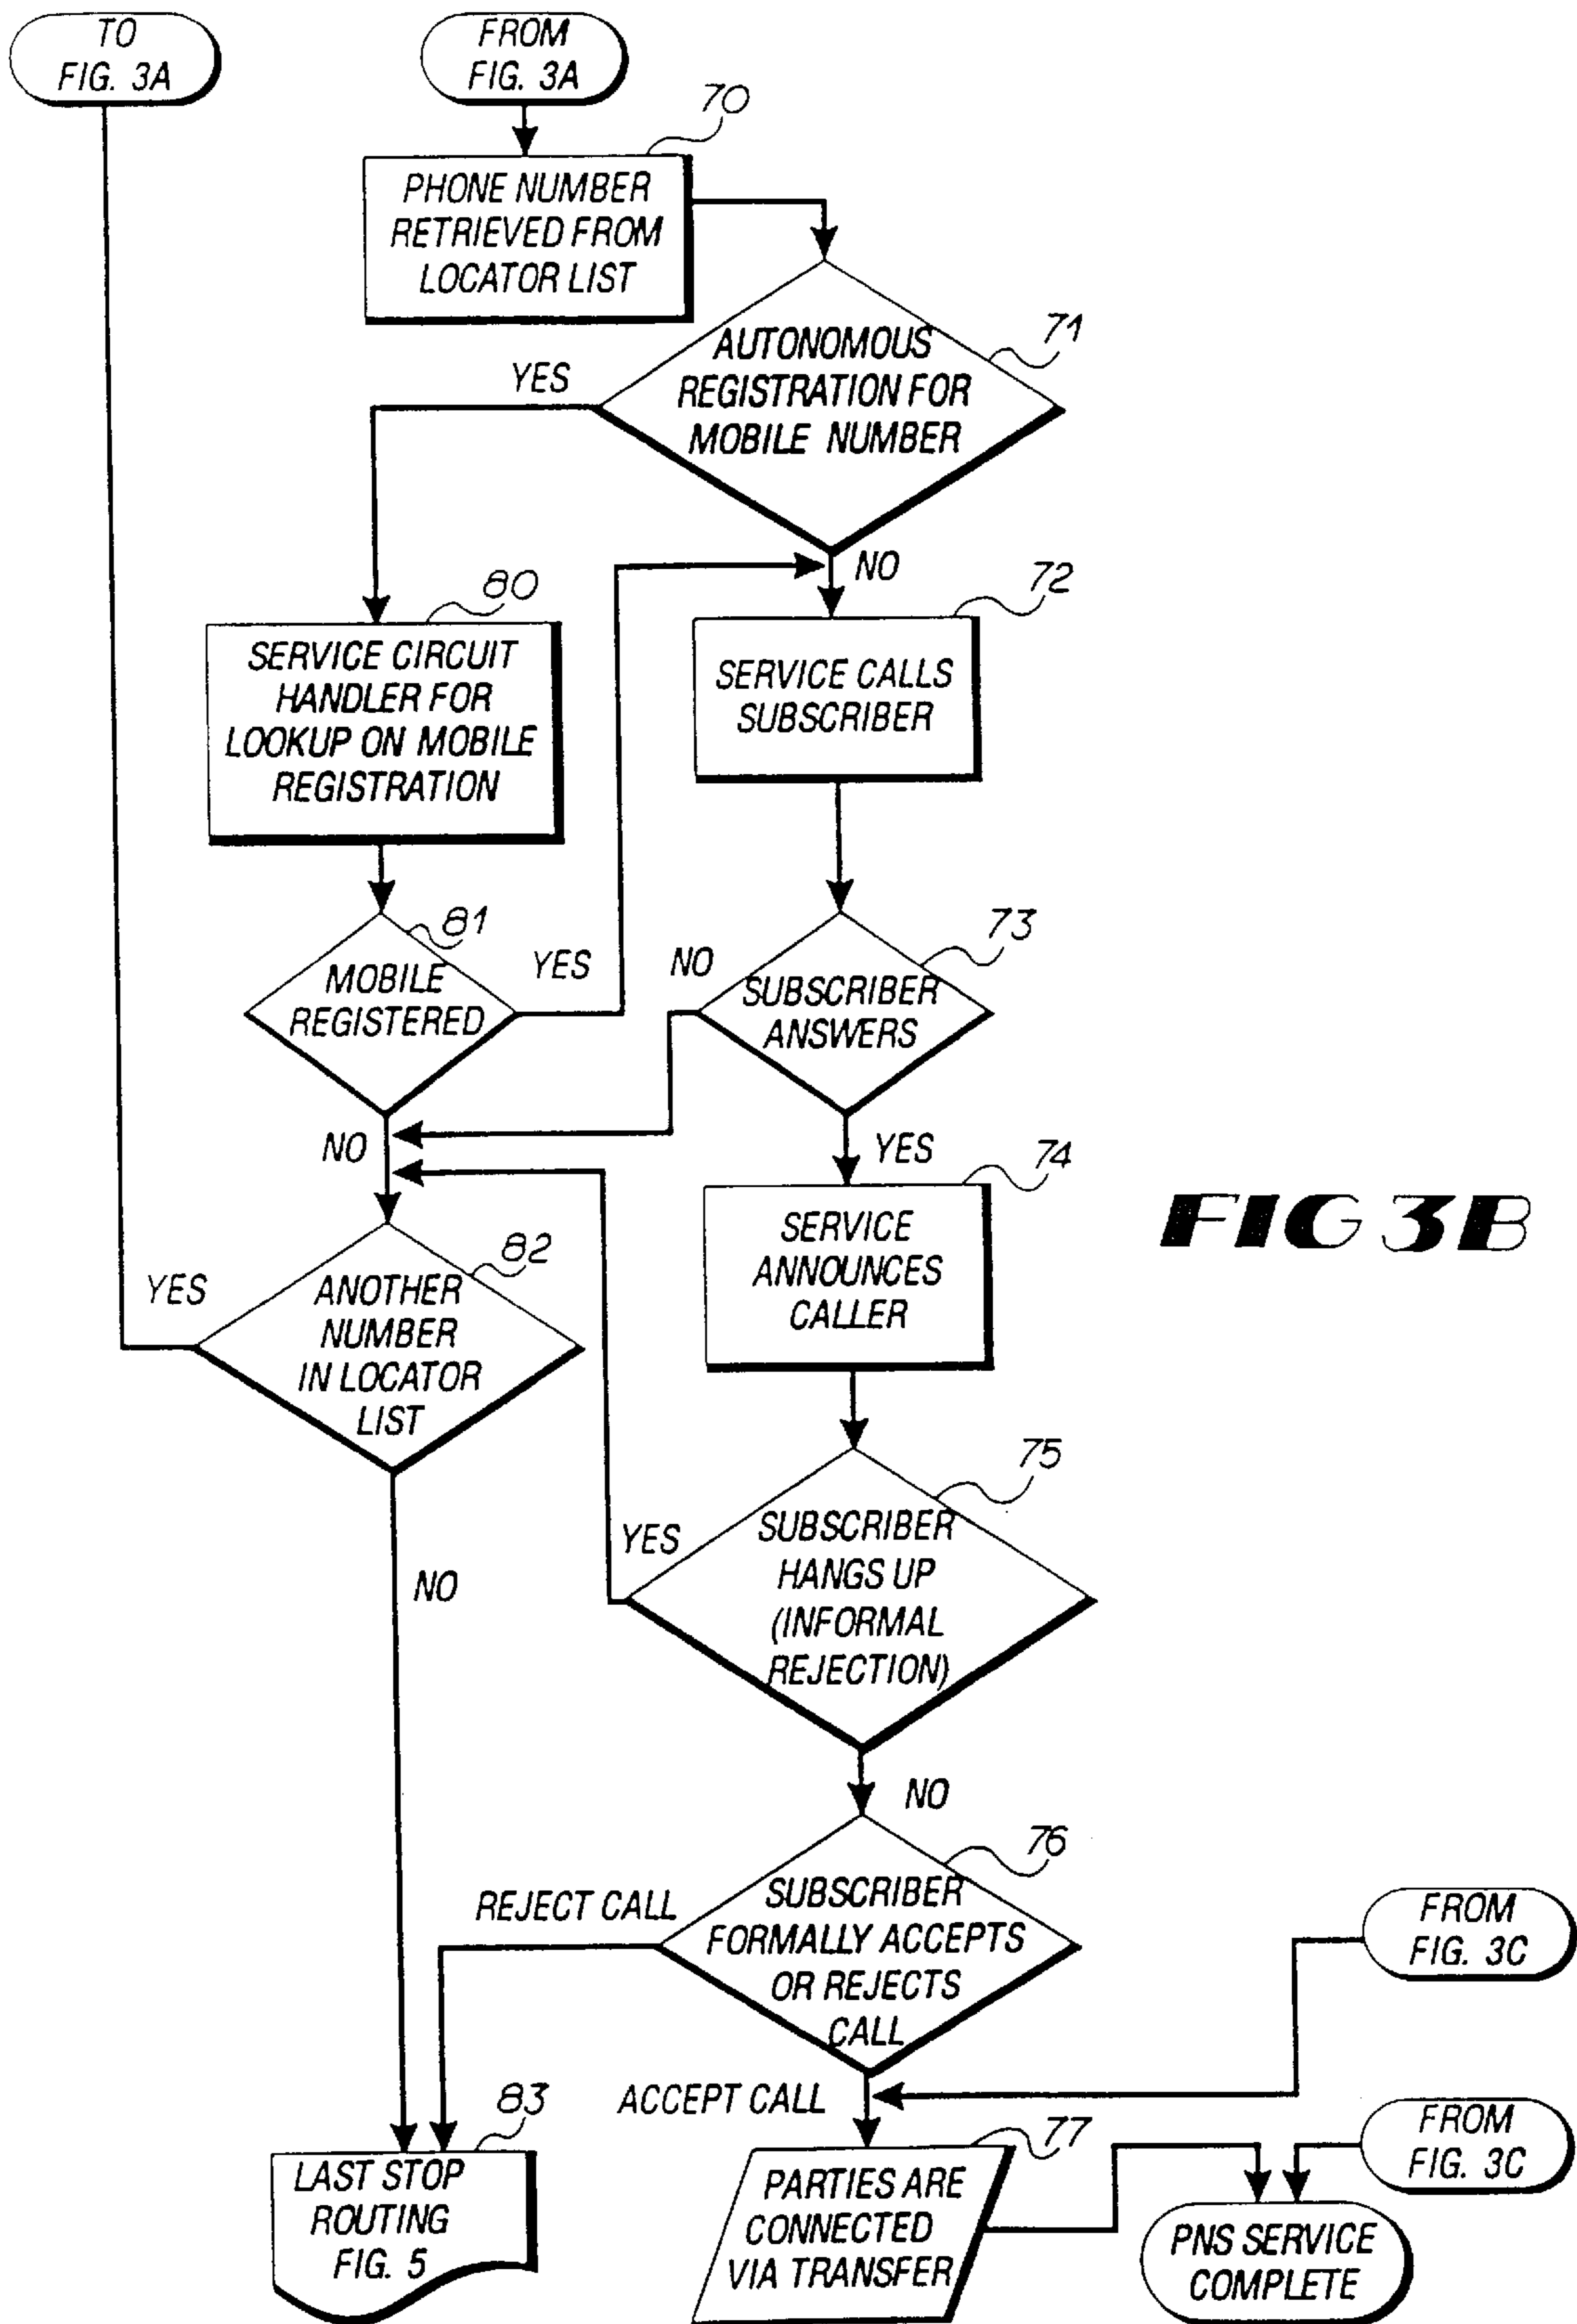 TO
FIG. 3A
FROM
FIG. 3A
70
PHONE NUMBER
RETRIEVED FROM
LOCATOR LIST
71
AUTONOMOUS
REGISTRATION FOR
MOBILE NUMBER
YES
NO
80
SERVICE CIRCUIT
HANDLER FOR
LOOKUP ON MOBILE
REGISTRATION
72
SERVICE CALLS
SUBSCRIBER
81
MOBILE
REGISTERED
YES
NO
73
SUBSCRIBER
ANSWERS
NO
YES
74
SERVICE
ANNOUNCES
CALLER
FIG 3B
82
ANOTHER
NUMBER
IN LOCATOR
LIST
YES
NO
75
SUBSCRIBER
HANGS UP
(INFORMAL
REJECTION)
YES
NO
76
SUBSCRIBER
FORMALLY ACCEPTS
OR REJECTS
CALL
REJECT CALL
ACCEPT CALL
FROM
FIG. 3C
83
LAST STOP
ROUTING
FIG. 5
77
PARTIES ARE
CONNECTED
VIA TRANSFER
FROM
FIG. 3C
PNS SERVICE
COMPLETE